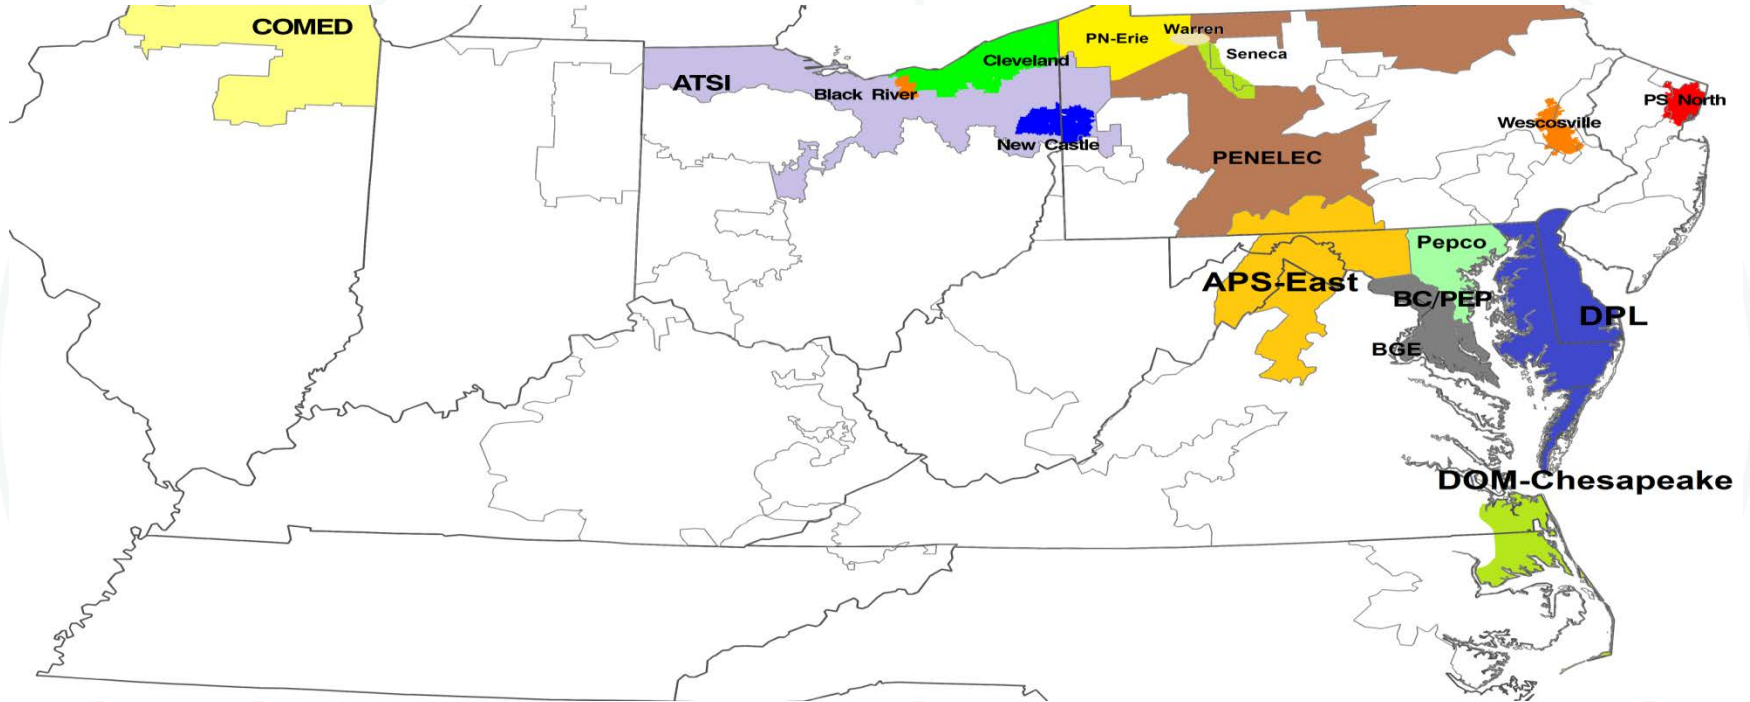 COMED
Warren
PN-Erie
Seneca
Cleveland
ATSI
Black River
PS North
Wescosville
New Castle
PENELEC
Pepco
APS-East
BC/PEP
DPL
BGE
DOM-Chesapeake